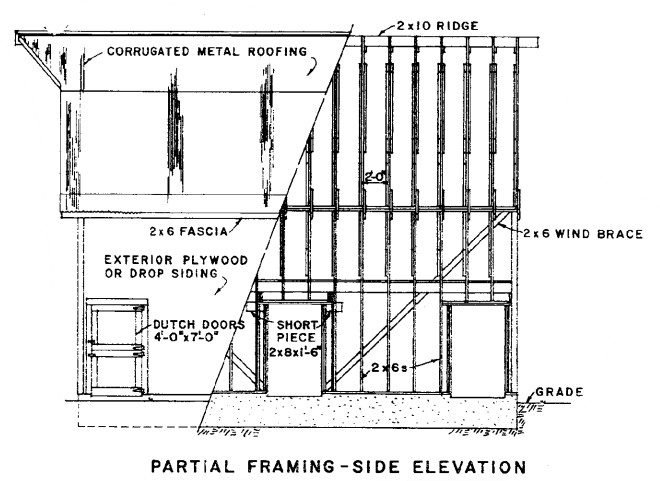 2x10 RIDGE
CORRUGATED METAL ROOFING
2'-0"
2x6 FASCIA
2x6 WIND BRACE
EXTERIOR PLYWOOD
OR DROP SIDING
DUTCH DOORS
4'-0"x7'-0"
SHORT
PIECE
2x8x1'-6"
2x6s
GRADE
PARTIAL FRAMING-SIDE ELEVATION